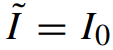 Ĩ = I₀